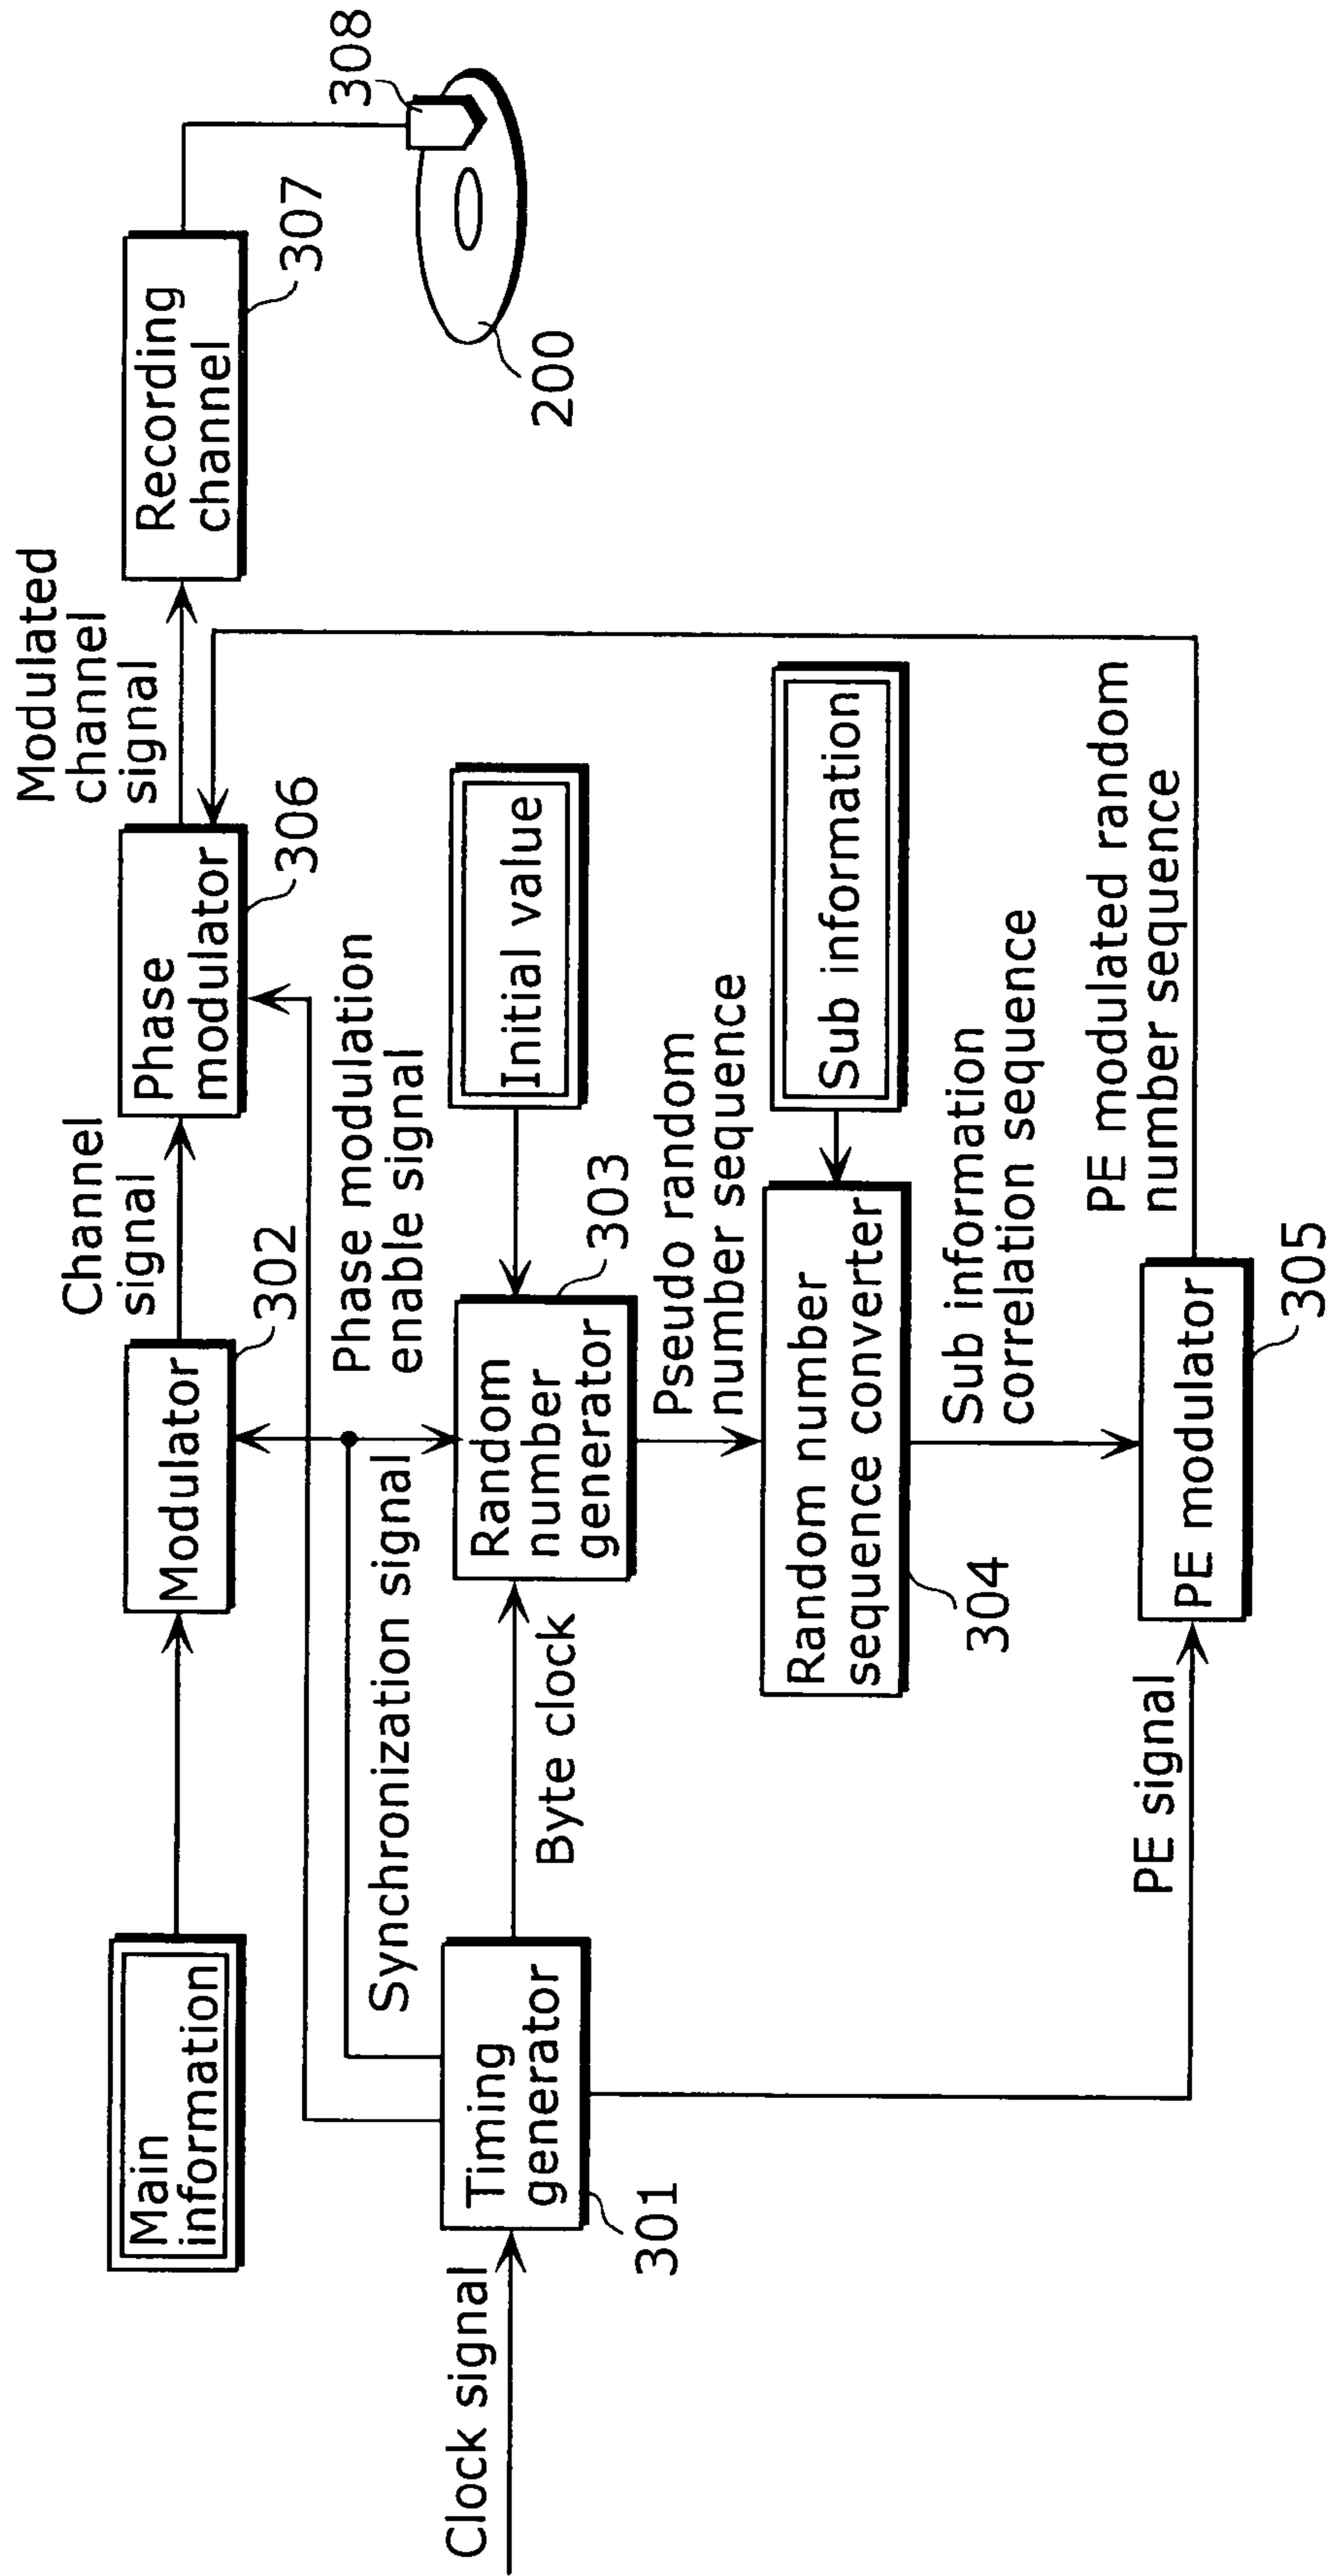 Main
information
Modulator
302
Channel
signal
Phase
modulator
306
Modulated
channel
signal
Recording
channel
307
308
200
Clock signal
Timing
generator
301
Synchronization signal
Phase modulation
enable signal
Byte clock
Random
number
generator
303
Initial value
Pseudo random
number sequence
Random number
sequence converter
304
Sub information
Sub information
correlation sequence
PE signal
PE modulator
305
PE modulated random
number sequence